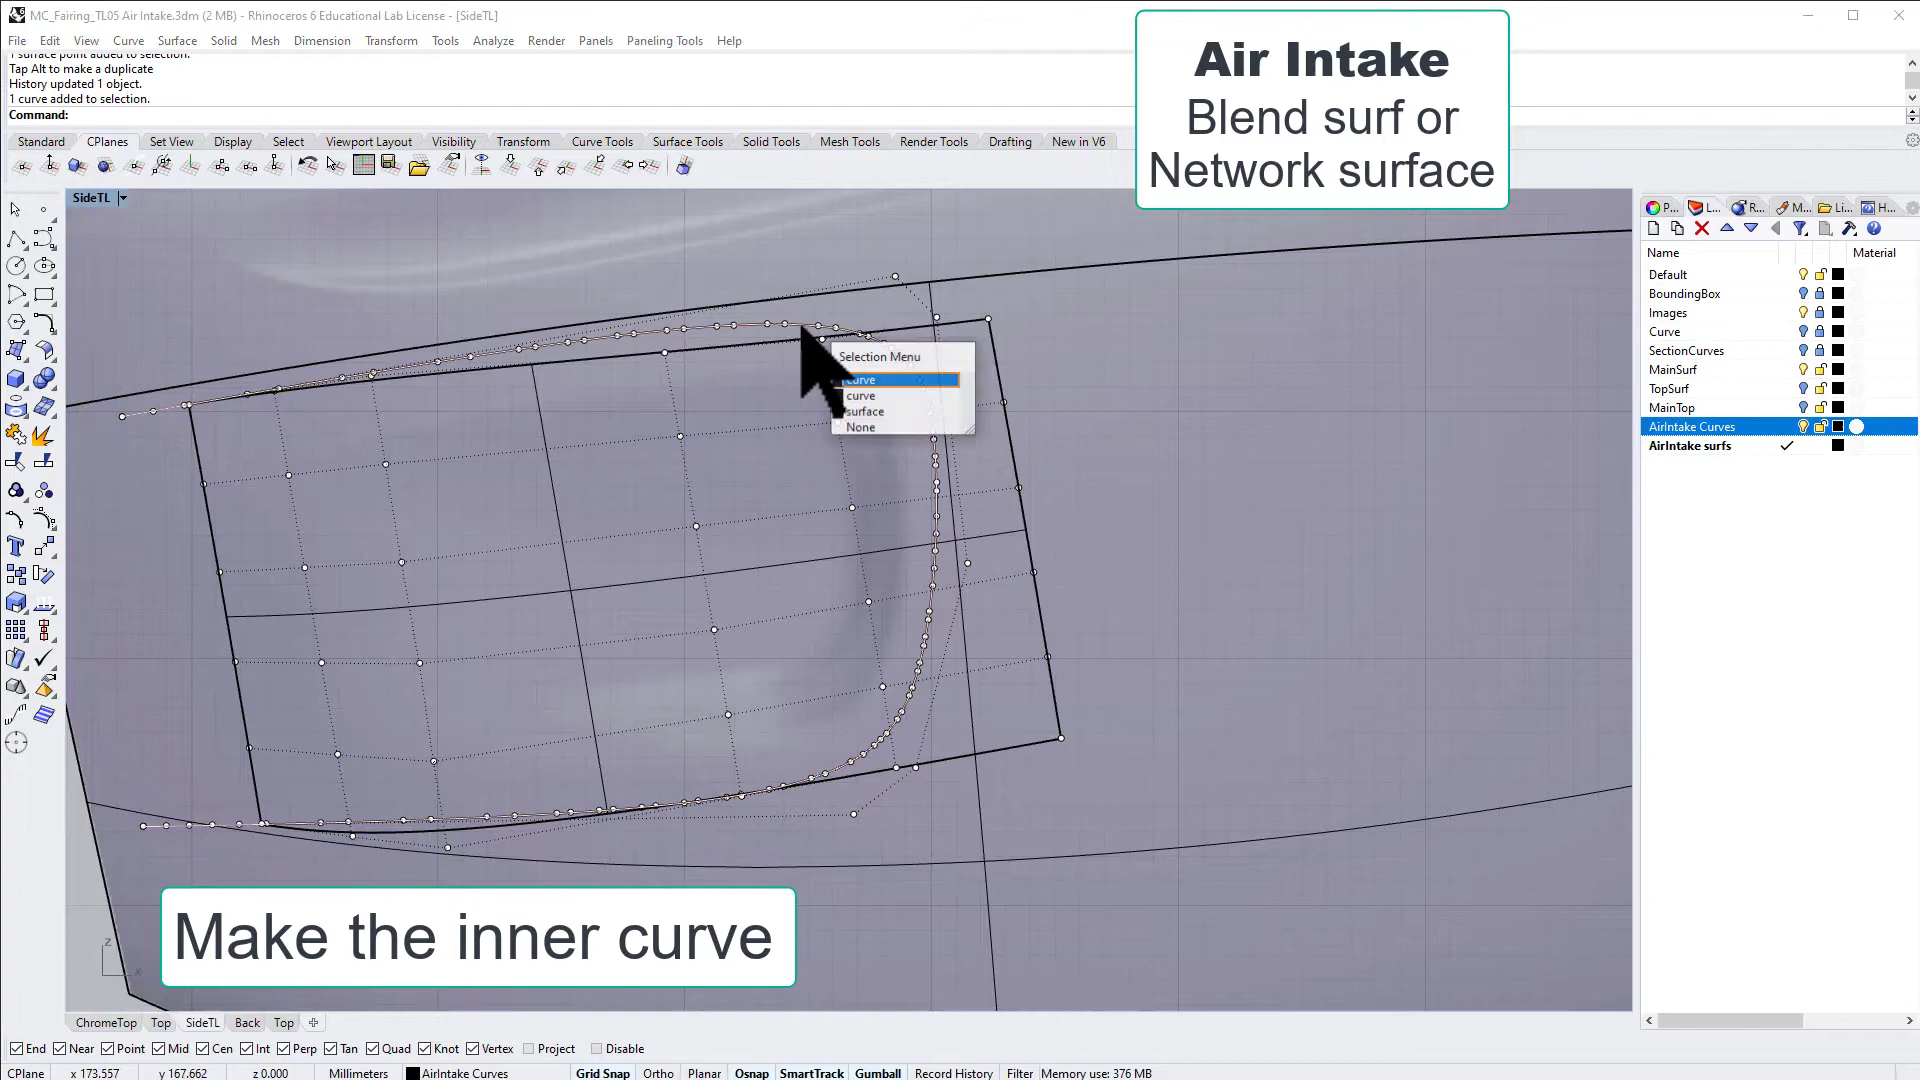 MC_Fairing_TL05 Air Intake.3dm (2 MB) - Rhinoceros 6 Educational Lab License - [SideTL]
File Edit View Curve Surface Solid Mesh Dimension Transform Tools Analyze Render Panels Paneling Tools Help
1 surface point added to selection.
Tap Alt to make a duplicate
History updated 1 object.
1 curve added to selection.
Command:
Air Intake
Blend surf or
Network surface
Standard CPlanes Set View Display Select Viewport Layout Visibility Transform Curve Tools Surface Tools Solid Tools Mesh Tools Render Tools Drafting New in V6
SideTL
P... L... R... M... Li... H...
Name Material
Default
BoundingBox
Images
Curve
SectionCurves
MainSurf
TopSurf
MainTop
AirIntake Curves
AirIntake surfs
Selection Menu
curve
curve
surface
None
Make the inner curve
z
x
ChromeTop Top SideTL Back Top
End Near Point Mid Cen Int Perp Tan Quad Knot Vertex Project Disable
CPlane x 173.557 y 167.662 z 0.000 Millimeters AirIntake Curves Grid Snap Ortho Planar Osnap SmartTrack Gumball Record History Filter Memory use: 376 MB